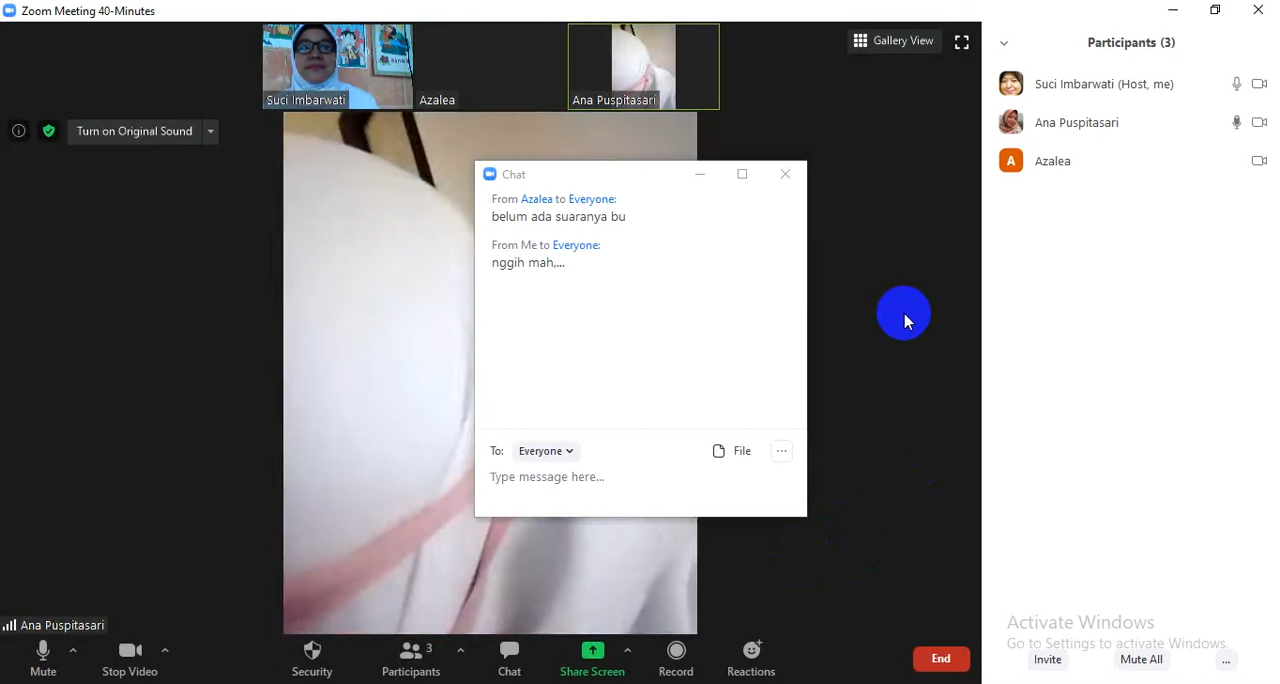 Zoom Meeting 40-Minutes
Suci Imbarwati
Azalea
Ana Puspitasari
Gallery View
Participants (3)
Turn on Original Sound
Suci Imbarwati (Host, me)
Ana Puspitasari
A Azalea
Chat
From Azalea to Everyone:
belum ada suaranya bu
From Me to Everyone:
nggih mah,...
To: Everyone
File
...
Type message here...
Ana Puspitasari
Mute
Stop Video
Security
Participants 3
Chat
Share Screen
Record
Reactions
End
Activate Windows
Go to Settings to activate Windows.
Invite
Mute All
...